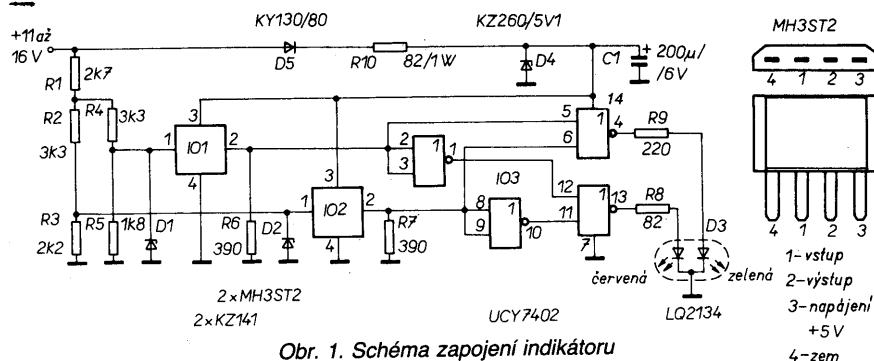 KY130/80
KZ260/5V1
MH3ST2
+11až
16 V
D5
R10
82/1W
D4
C1
+ 200µ/
/6V
R1
2k7
R2
3k3
R4
3k3
3
1
IO1
2
4
3
1
IO2
2
4
R3
2k2
R5
1k8
D1
R6
390
D2
R7
390
2
3
1
1
IO3
8
9
1
10
5
6
14
1
4
12
11
1
13
7
R9
220
R8
82
D3
červená
zelená
LQ2134
2×MH3ST2
2×KZ141
UCY7402
4 1 2 3
4 1 2 3
1-vstup
2-výstup
3-napájení
+5V
4-zem
Obr. 1. Schéma zapojení indikátoru